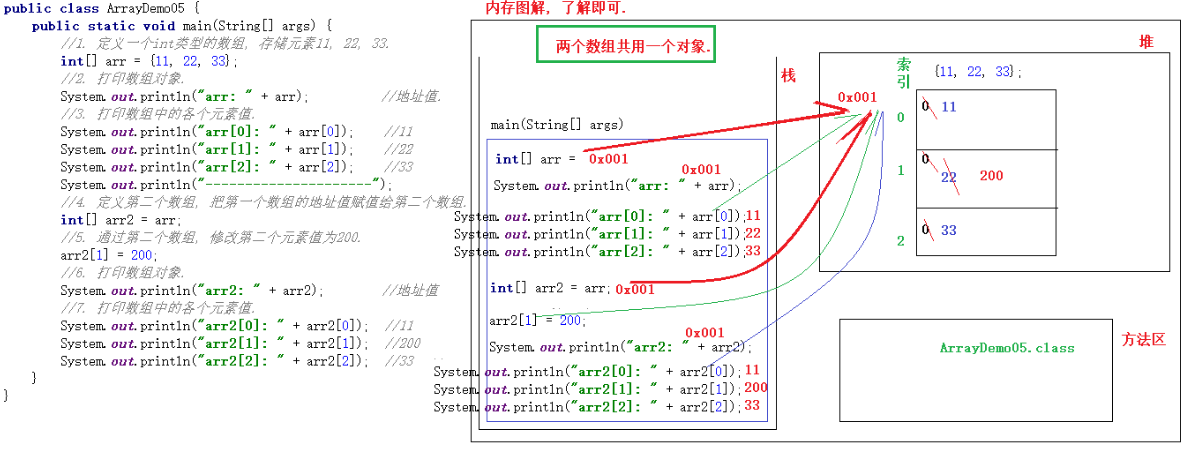 public class ArrayDemo05 {
public static void main(String[] args) {
//1. 定义一个int类型的数组, 存储元素11, 22, 33.
int[] arr = {11, 22, 33};
//2. 打印数组对象.
System.out.println("arr: " + arr); //地址值.
//3. 打印数组中的各个元素值.
System.out.println("arr[0]: " + arr[0]); //11
System.out.println("arr[1]: " + arr[1]); //22
System.out.println("arr[2]: " + arr[2]); //33
System.out.println("---------------------");
//4. 定义第二个数组, 把第一个数组的地址值赋值给第二个数组.
int[] arr2 = arr;
//5. 通过第二个数组, 修改第二个元素值为200.
arr2[1] = 200;
//6. 打印数组对象.
System.out.println("arr2: " + arr2); //地址值
//7. 打印数组中的各个元素值.
System.out.println("arr2[0]: " + arr2[0]); //11
System.out.println("arr2[1]: " + arr2[1]); //200
System.out.println("arr2[2]: " + arr2[2]); //33
}
}
内存图解, 了解即可.
两个数组共用一个对象.
栈
main(String[] args)
int[] arr = 0x001
0x001
System.out.println("arr: " + arr);
System.out.println("arr[0]: " + arr[0]);11
System.out.println("arr[1]: " + arr[1]);22
System.out.println("arr[2]: " + arr[2]);33
int[] arr2 = arr;0x001
arr2[1] = 200;
0x001
System.out.println("arr2: " + arr2);
System.out.println("arr2[0]: " + arr2[0]);11
System.out.println("arr2[1]: " + arr2[1]);200
System.out.println("arr2[2]: " + arr2[2]);33
堆
索
引
{11, 22, 33};
0x001
0 0 11
1 0 22 200
2 0 33
方法区
ArrayDemo05.class